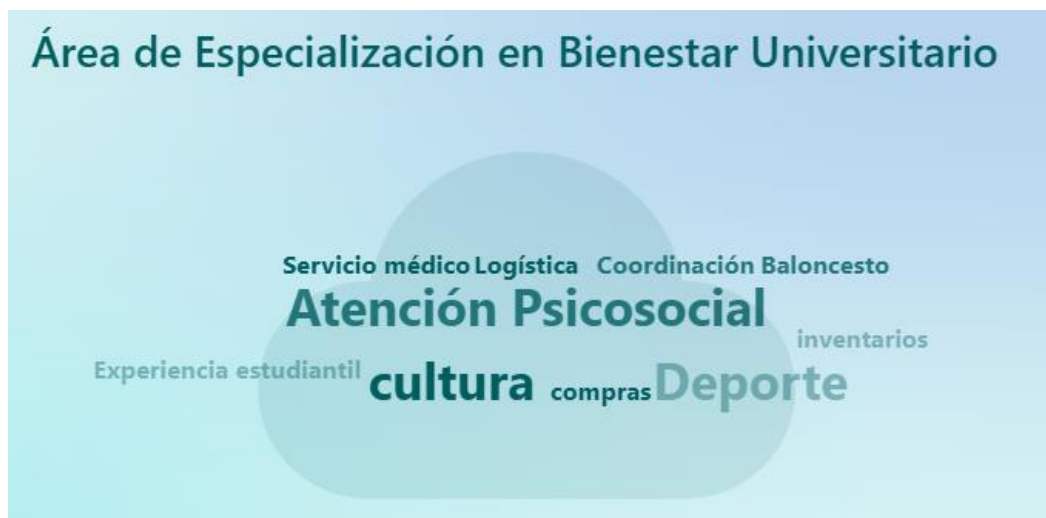 Área de Especialización en Bienestar Universitario
Servicio médico Logística Coordinación Baloncesto
Atención Psicosocial
inventarios
Experiencia estudiantil cultura compras Deporte